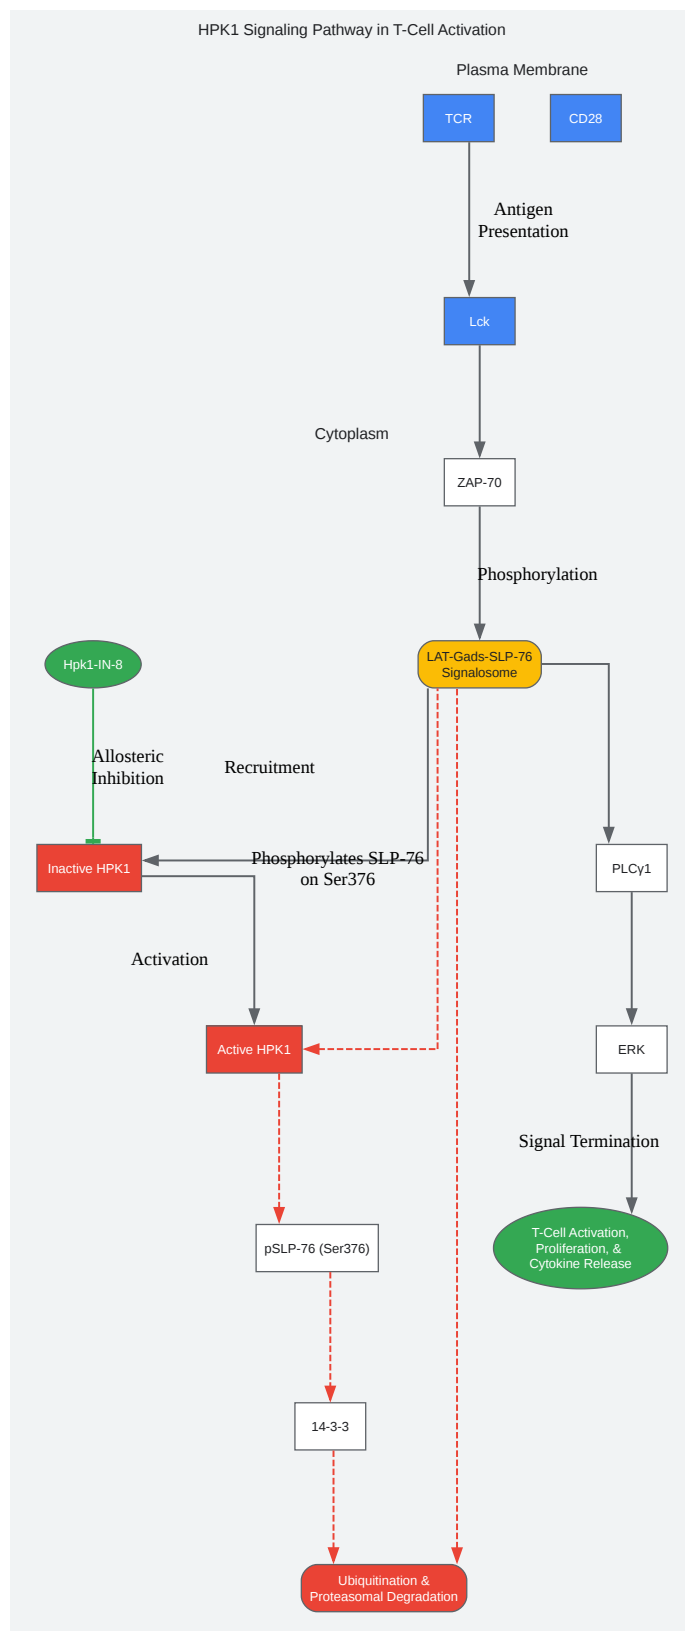 HPK1 Signaling Pathway in T-Cell Activation
Plasma Membrane
TCR
CD28
Antigen
Presentation
Lck
Cytoplasm
ZAP-70
Phosphorylation
Hpk1-IN-8
LAT-Gads-SLP-76
Signalosome
Allosteric
Inhibition
Recruitment
Phosphorylates SLP-76
on Ser376
Inactive HPK1
PLCγ1
Activation
Active HPK1
ERK
Signal Termination
pSLP-76 (Ser376)
T-Cell Activation,
Proliferation, &
Cytokine Release
14-3-3
Ubiquitination &
Proteasomal Degradation